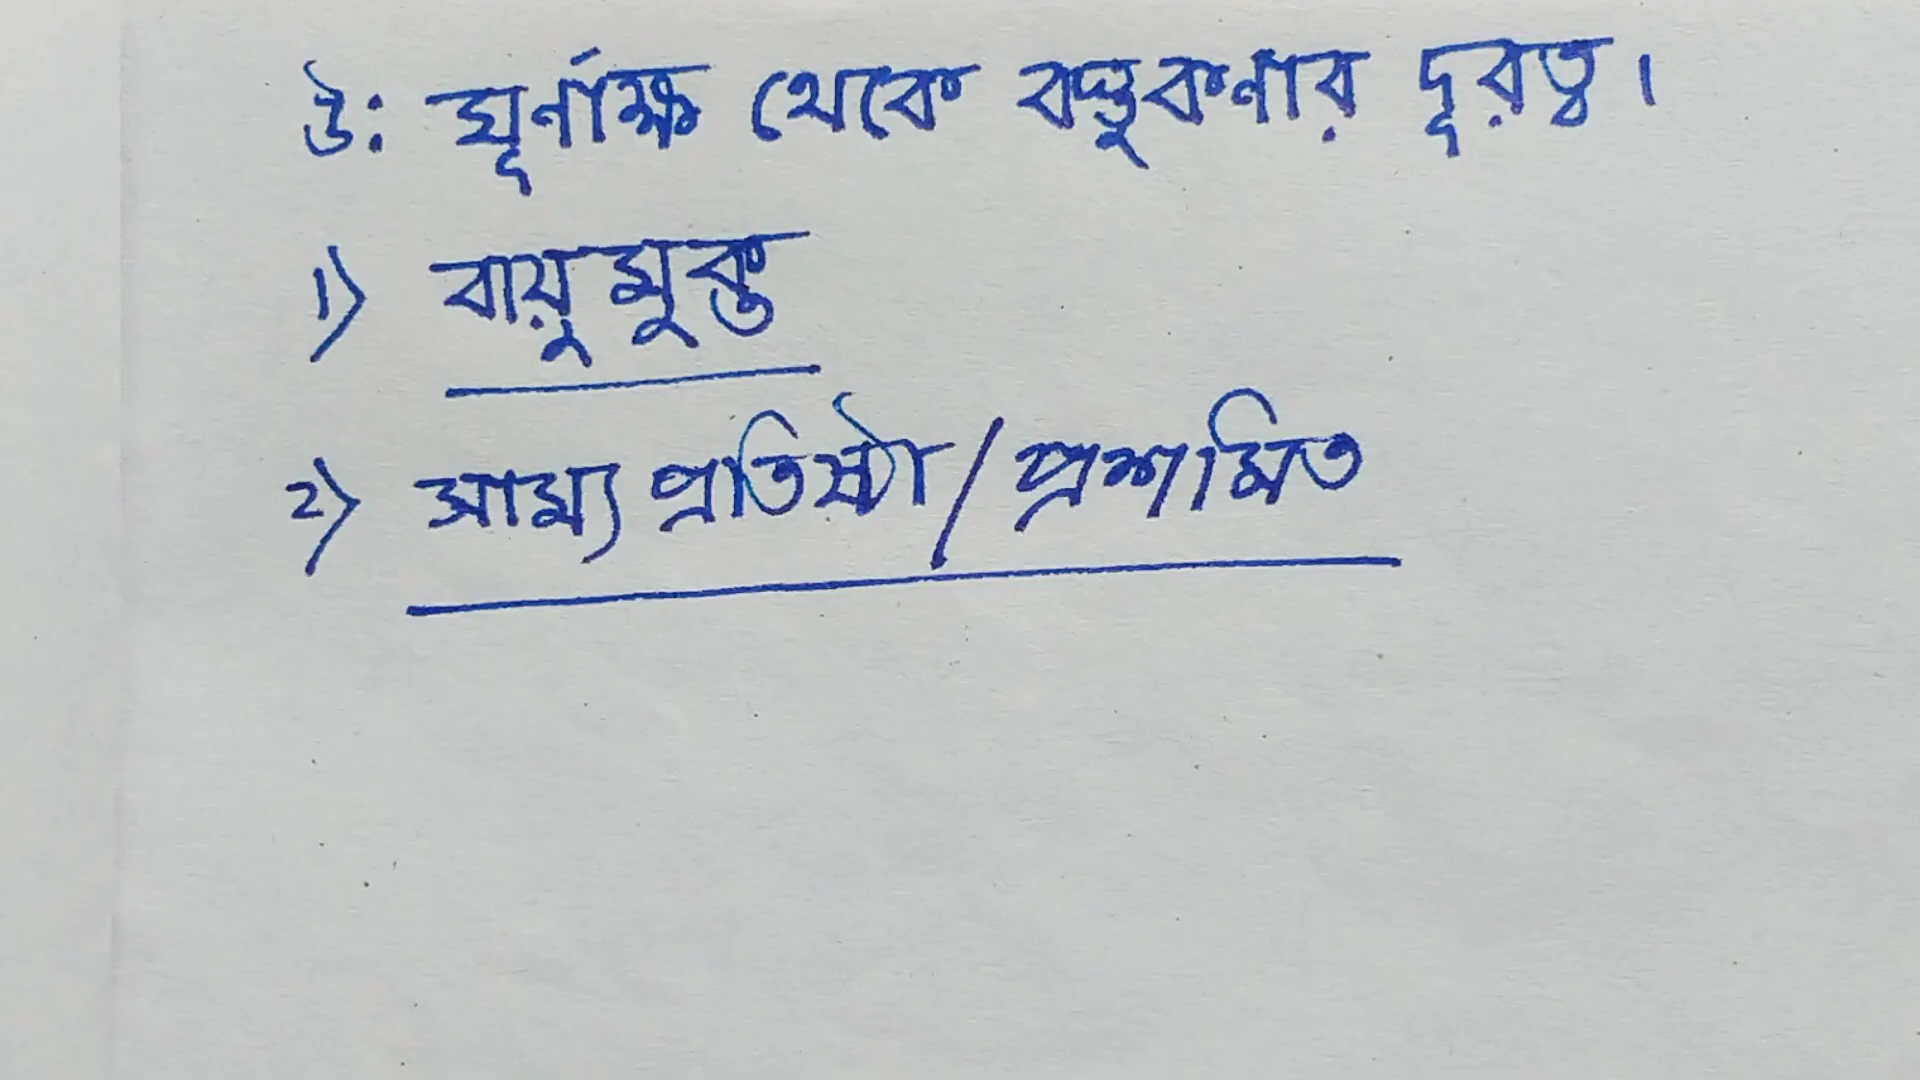 উ: ঘূর্ণাক্ষ থেকে বস্তুকণার দূরত্ব।
1) বায়ুমুক্ত
2) সাম্য প্রতিষ্ঠা / প্রশমিত